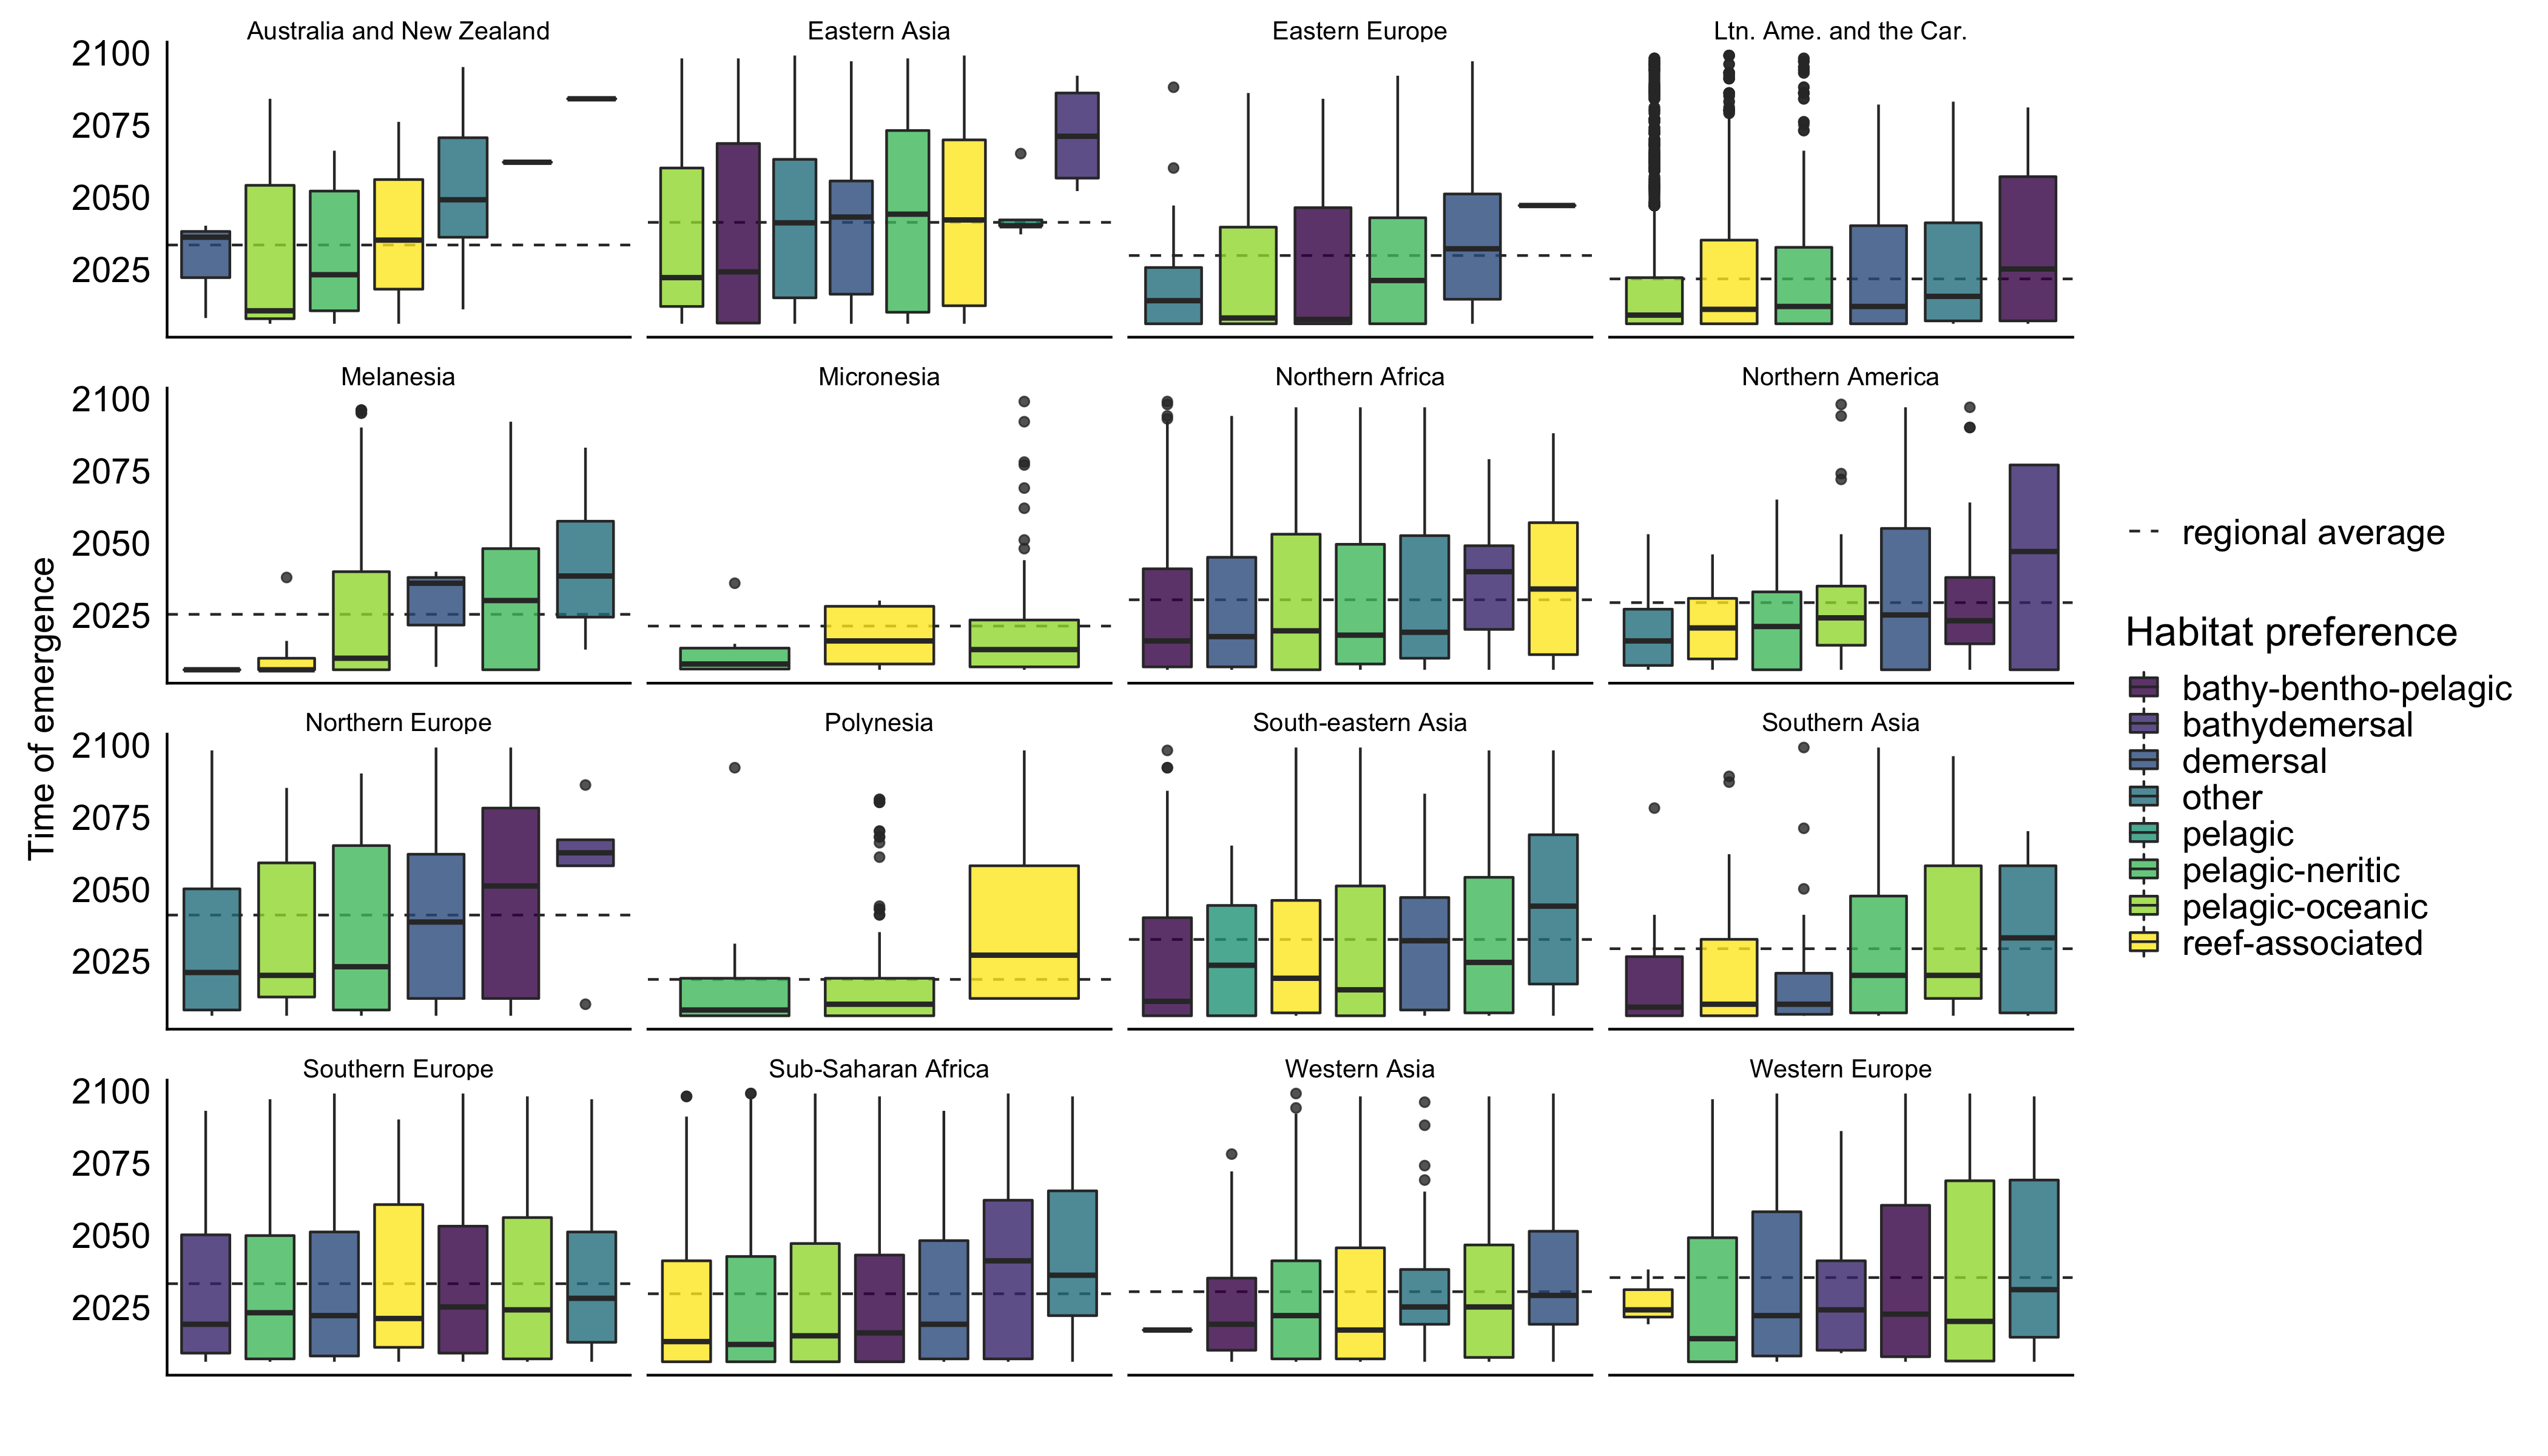 Australia and New Zealand
Eastern Asia
Eastern Europe
Ltn. Ame. and the Car.
2100
2075
2050
2025
Melanesia
Micronesia
Northern Africa
Northern America
2100
2075
2050
2025
Northern Europe
Polynesia
South-eastern Asia
Southern Asia
2100
2075
2050
2025
Southern Europe
Sub-Saharan Africa
Western Asia
Western Europe
2100
2075
2050
2025
Time of emergence
regional average
Habitat preference
bathy-bentho-pelagic
bathydemersal
demersal
other
pelagic
pelagic-neritic
pelagic-oceanic
reef-associated